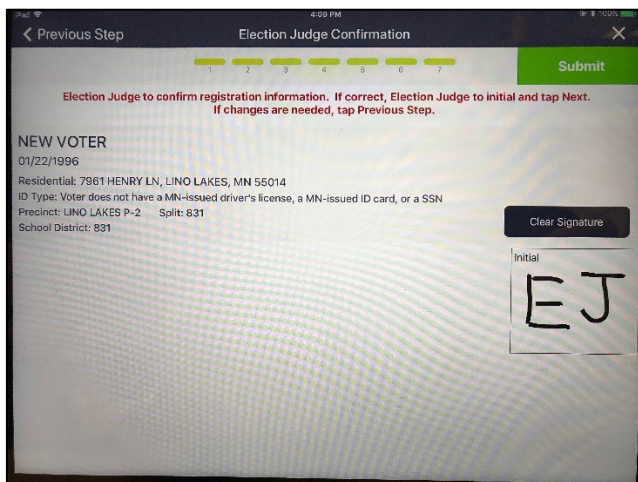 iPad 4:09 PM 100%
Previous Step Election Judge Confirmation
1 2 3 4 5 6 7 Submit
Election Judge to confirm registration information. If correct, Election Judge to initial and tap Next.
If changes are needed, tap Previous Step.
NEW VOTER
01/22/1996
Residential: 7961 HENRY LN, LINO LAKES, MN 55014
ID Type: Voter does not have a MN-issued driver's license, a MN-issued ID card, or a SSN
Precinct: LINO LAKES P-2 Split: 831
School District: 831
Clear Signature
Initial
EJ